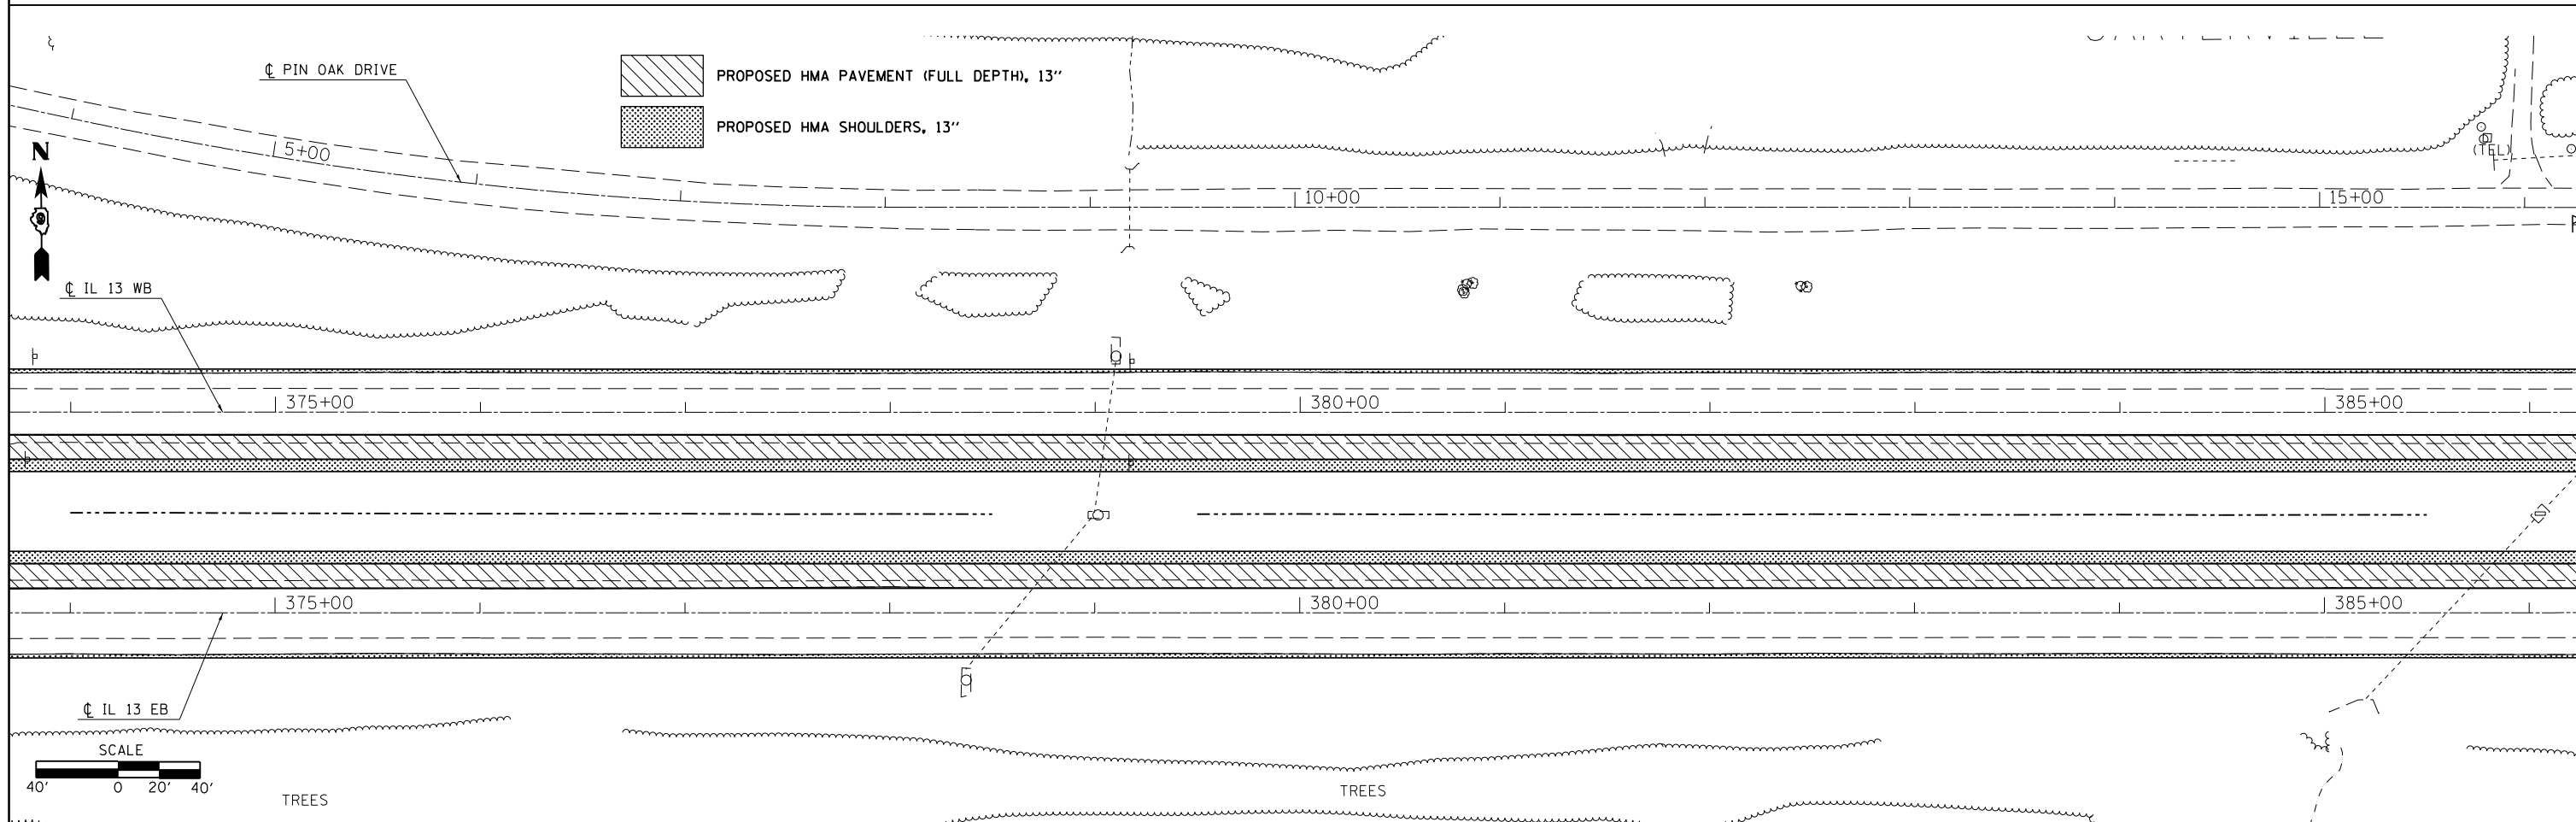 ℄ PIN OAK DRIVE
PROPOSED HMA PAVEMENT (FULL DEPTH), 13"
PROPOSED HMA SHOULDERS, 13"
N
5+00
(TEL)
10+00
15+00
℄ IL 13 WB
375+00
380+00
385+00
375+00
380+00
385+00
℄ IL 13 EB
SCALE
40' 0 20' 40'
TREES
TREES